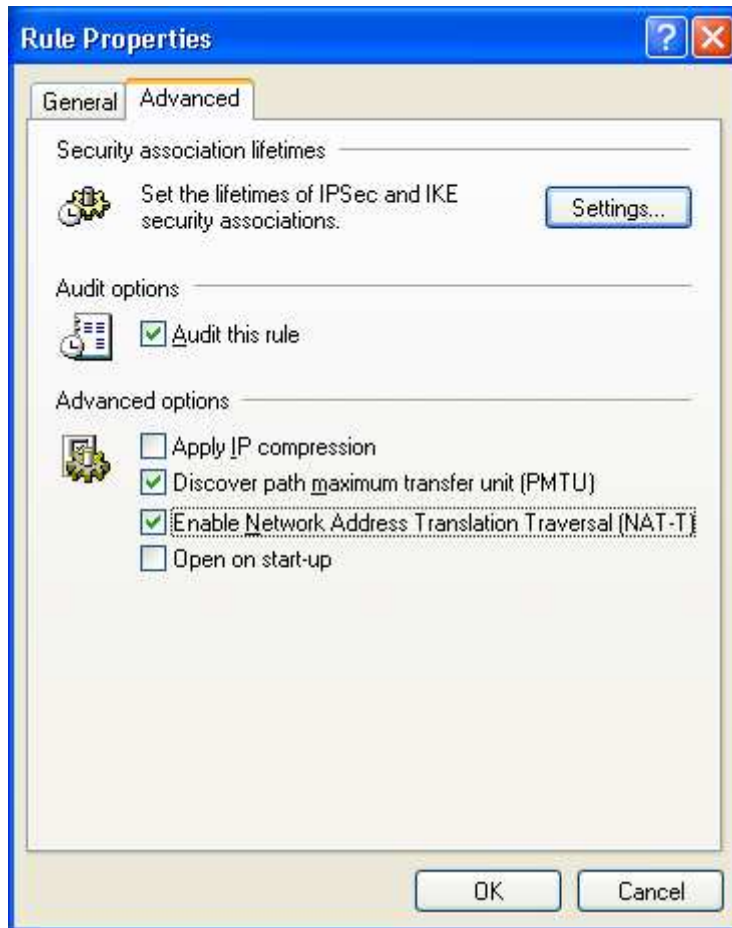 Rule Properties
General Advanced
Security association lifetimes
Set the lifetimes of IPSec and IKE
security associations.
Settings...
Audit options
Audit this rule
Advanced options
Apply IP compression
Discover path maximum transfer unit (PMTU)
Enable Network Address Translation Traversal (NAT-T)
Open on start-up
OK Cancel